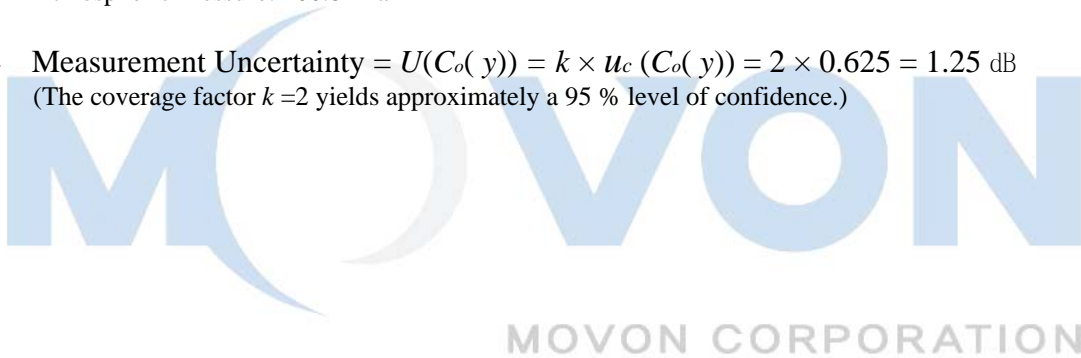 Measurement Uncertainty = U(Co( y)) = k × uc (Co( y)) = 2 × 0.625 = 1.25 dB
(The coverage factor k =2 yields approximately a 95 % level of confidence.)
MOVON
MOVON CORPORATION